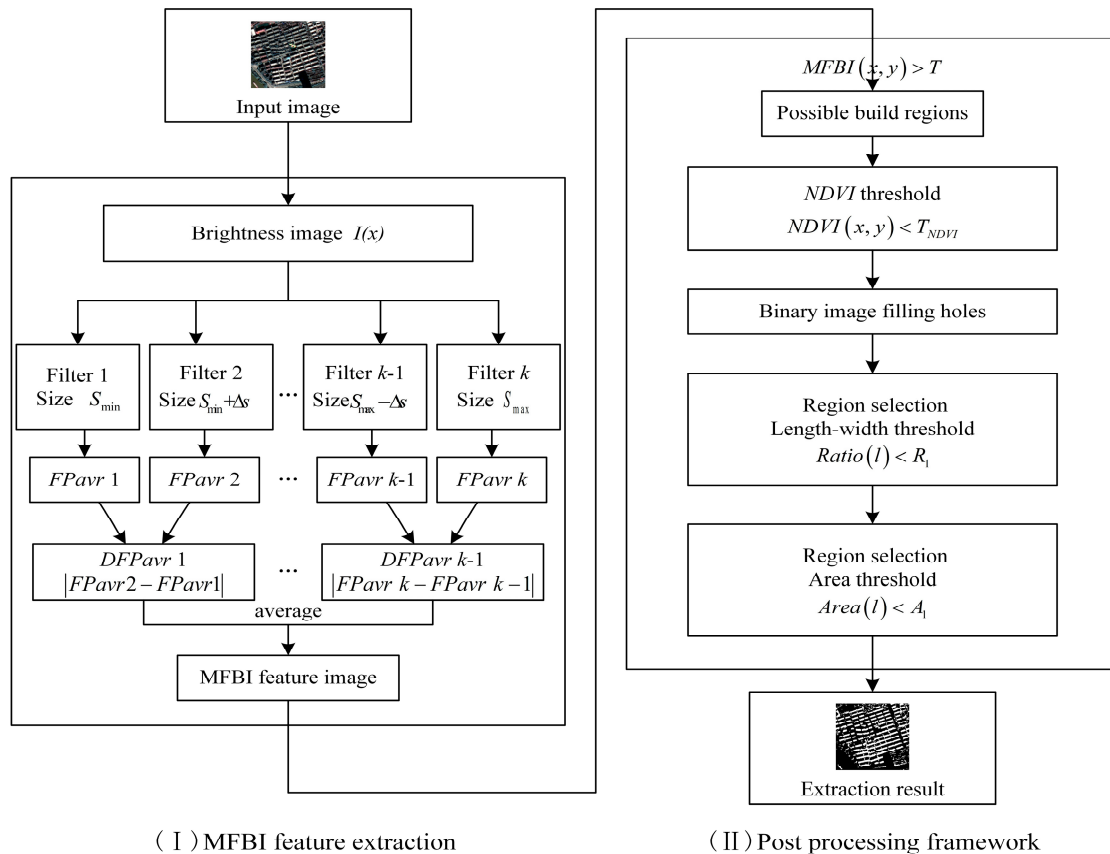 Input image
Brightness image I(x)
Filter 1
Size S_min
Filter 2
Size S_min+Δs
...
Filter k-1
Size S_max−Δs
Filter k
Size S_max
FPavr 1
FPavr 2
...
FPavr k-1
FPavr k
DFPavr 1
|FPavr2−FPavr1|
...
DFPavr k-1
|FPavr k−FPavr k−1|
average
MFBI feature image
(Ⅰ)MFBI feature extraction
MFBI(x, y)>T
Possible build regions
NDVI threshold
NDVI(x, y)<T_NDVI
Binary image filling holes
Region selection
Length-width threshold
Ratio(l)<R_1
Region selection
Area threshold
Area(l)<A_1
Extraction result
(Ⅱ)Post processing framework